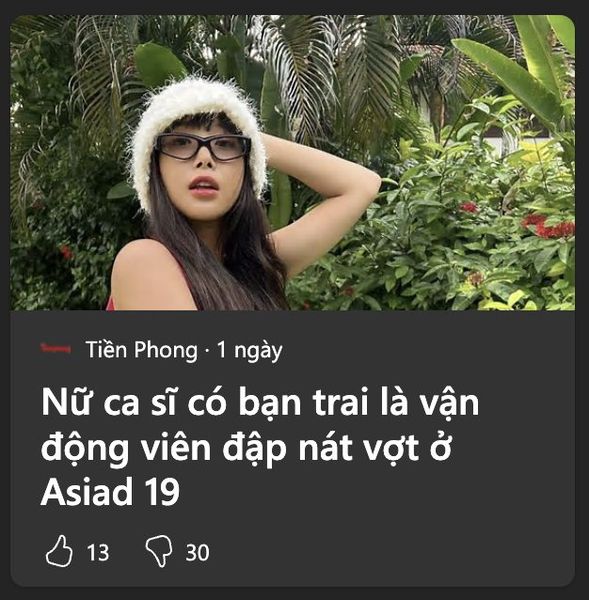 Tiền Phong · 1 ngày
Nữ ca sĩ có bạn trai là vận
động viên đập nát vợt ở
Asiad 19
13 30